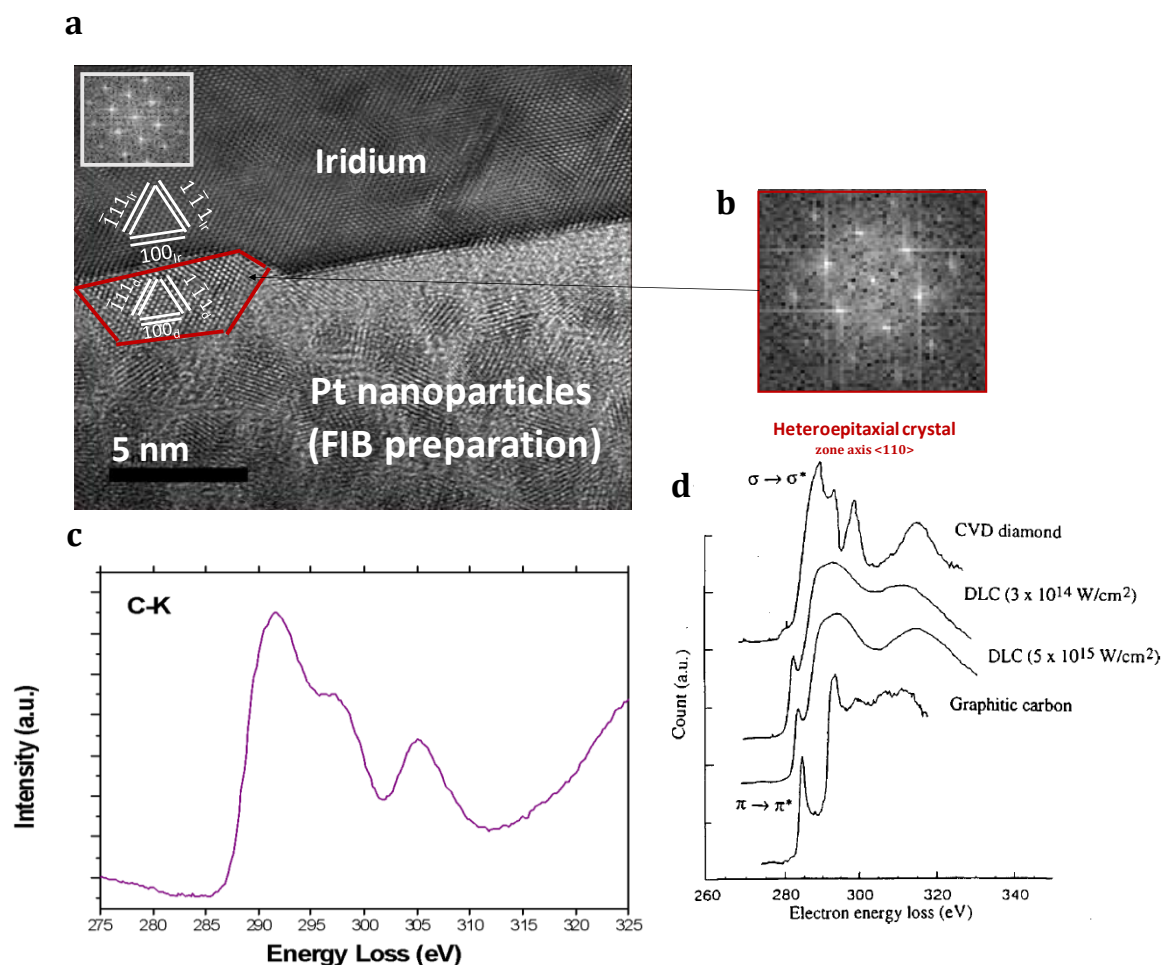 a
Iridium
1̅11Ir
11̅1Ir
100Ir
1̅11d
11̅1d
100d
Pt nanoparticles
(FIB preparation)
5 nm
b
Heteroepitaxial crystal
zone axis <110>
c
C-K
Intensity (a.u.)
275 280 285 290 295 300 305 310 315 320 325
Energy Loss (eV)
d
σ → σ*
CVD diamond
DLC (3 x 10¹⁴ W/cm²)
DLC (5 x 10¹⁵ W/cm²)
Graphitic carbon
π → π*
Count (a.u.)
260 280 300 320 340
Electron energy loss (eV)